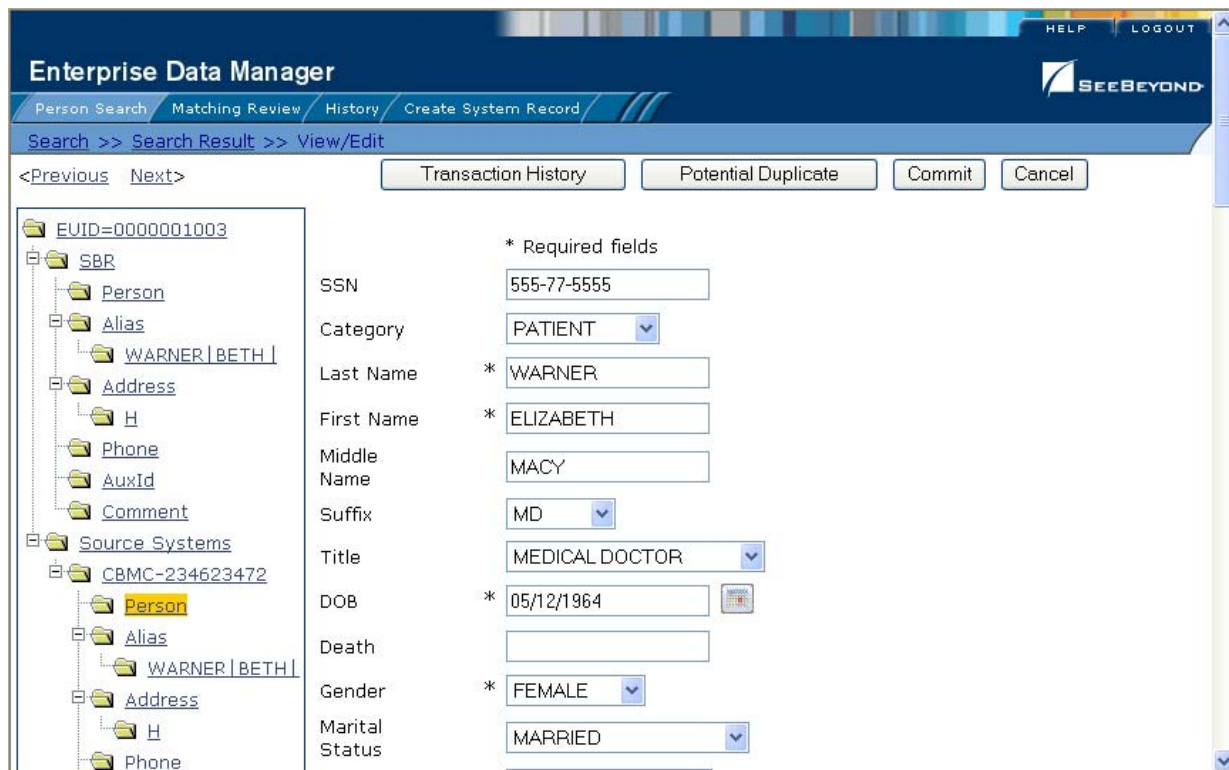 HELP LOGOUT
Enterprise Data Manager
SEEBEYOND
Person Search Matching Review History Create System Record
Search >> Search Result >> View/Edit
<Previous Next> Transaction History Potential Duplicate Commit Cancel
EUID=0000001003
SBR
Person
Alias
WARNER|BETH|
Address
H
Phone
AuxId
Comment
Source Systems
CBMC-234623472
Person
Alias
WARNER|BETH|
Address
H
Phone
* Required fields
SSN 555-77-5555
Category PATIENT
Last Name * WARNER
First Name * ELIZABETH
Middle
Name MACY
Suffix MD
Title MEDICAL DOCTOR
DOB * 05/12/1964
Death
Gender * FEMALE
Marital
Status MARRIED